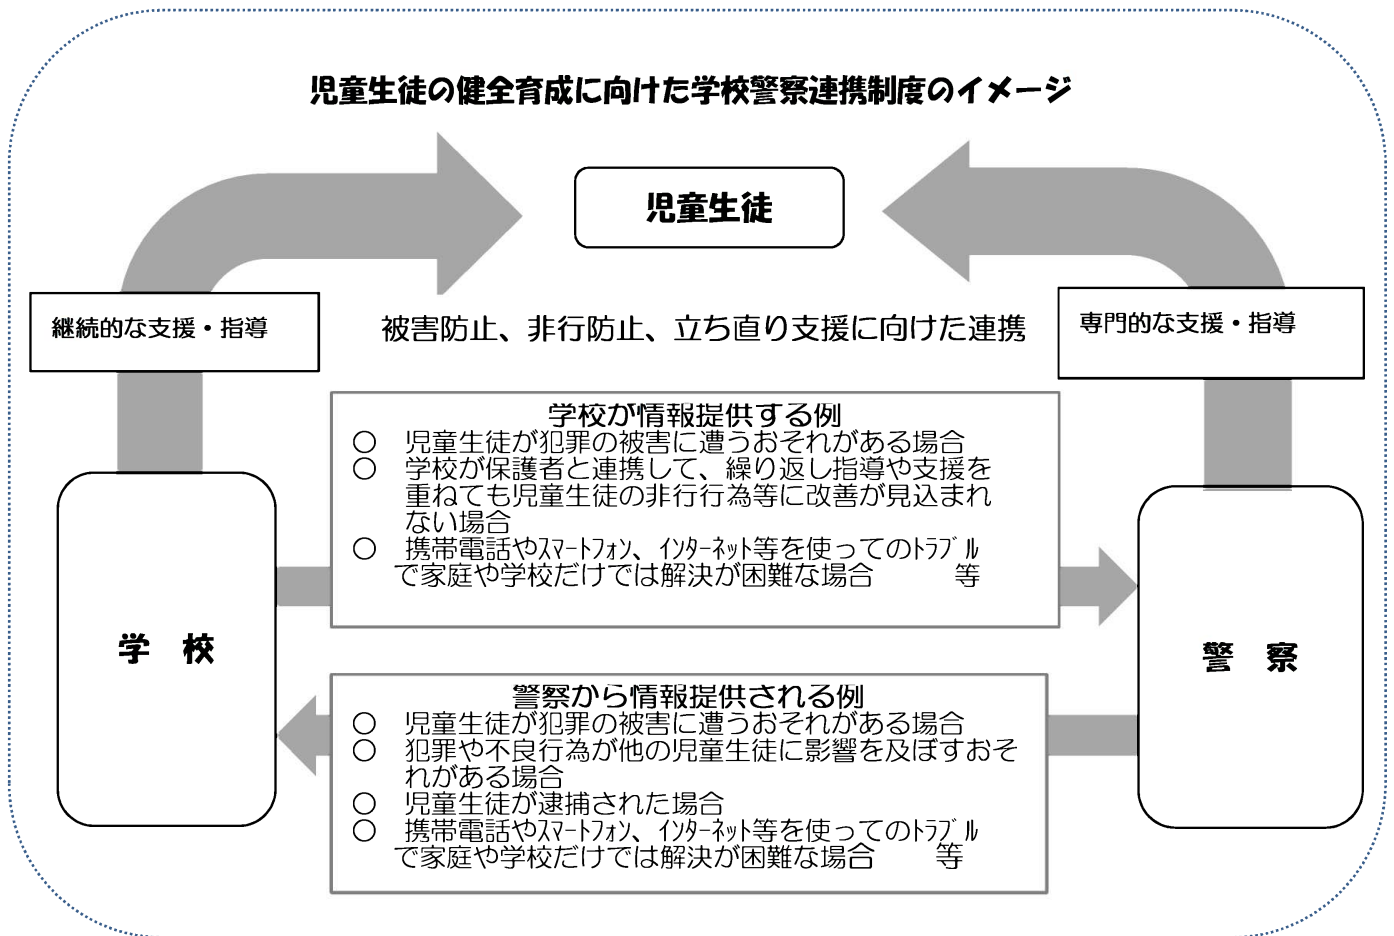 児童生徒の健全育成に向けた学校警察連携制度のイメージ
児童生徒
継続的な支援・指導
被害防止、非行防止、立ち直り支援に向けた連携
専門的な支援・指導
学校が情報提供する例
○ 児童生徒が犯罪の被害に遭うおそれがある場合
○ 学校が保護者と連携して、繰り返し指導や支援を
重ねても児童生徒の非行行為等に改善が見込まれ
ない場合
○ 携帯電話やｽﾏｰﾄﾌｫﾝ、ｲﾝﾀｰﾈｯﾄ等を使ってのﾄﾗﾌﾞﾙ
で家庭や学校だけでは解決が困難な場合 等
学 校
警 察
警察から情報提供される例
○ 児童生徒が犯罪の被害に遭うおそれがある場合
○ 犯罪や不良行為が他の児童生徒に影響を及ぼすおそ
れがある場合
○ 児童生徒が逮捕された場合
○ 携帯電話やｽﾏｰﾄﾌｫﾝ、ｲﾝﾀｰﾈｯﾄ等を使ってのﾄﾗﾌﾞﾙ
で家庭や学校だけでは解決が困難な場合 等